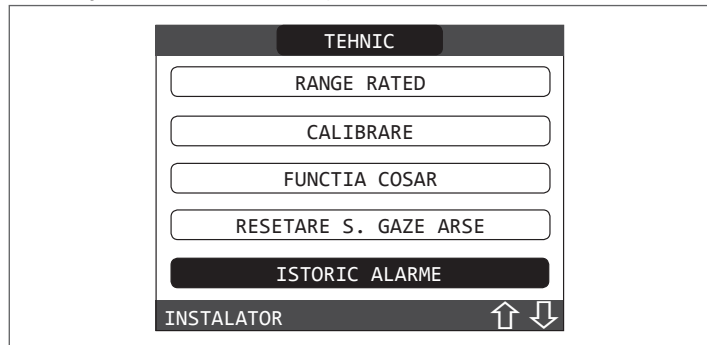 TEHNIC
RANGE RATED
CALIBRARE
FUNCTIA COSAR
RESETARE S. GAZE ARSE
ISTORIC ALARME
INSTALATOR